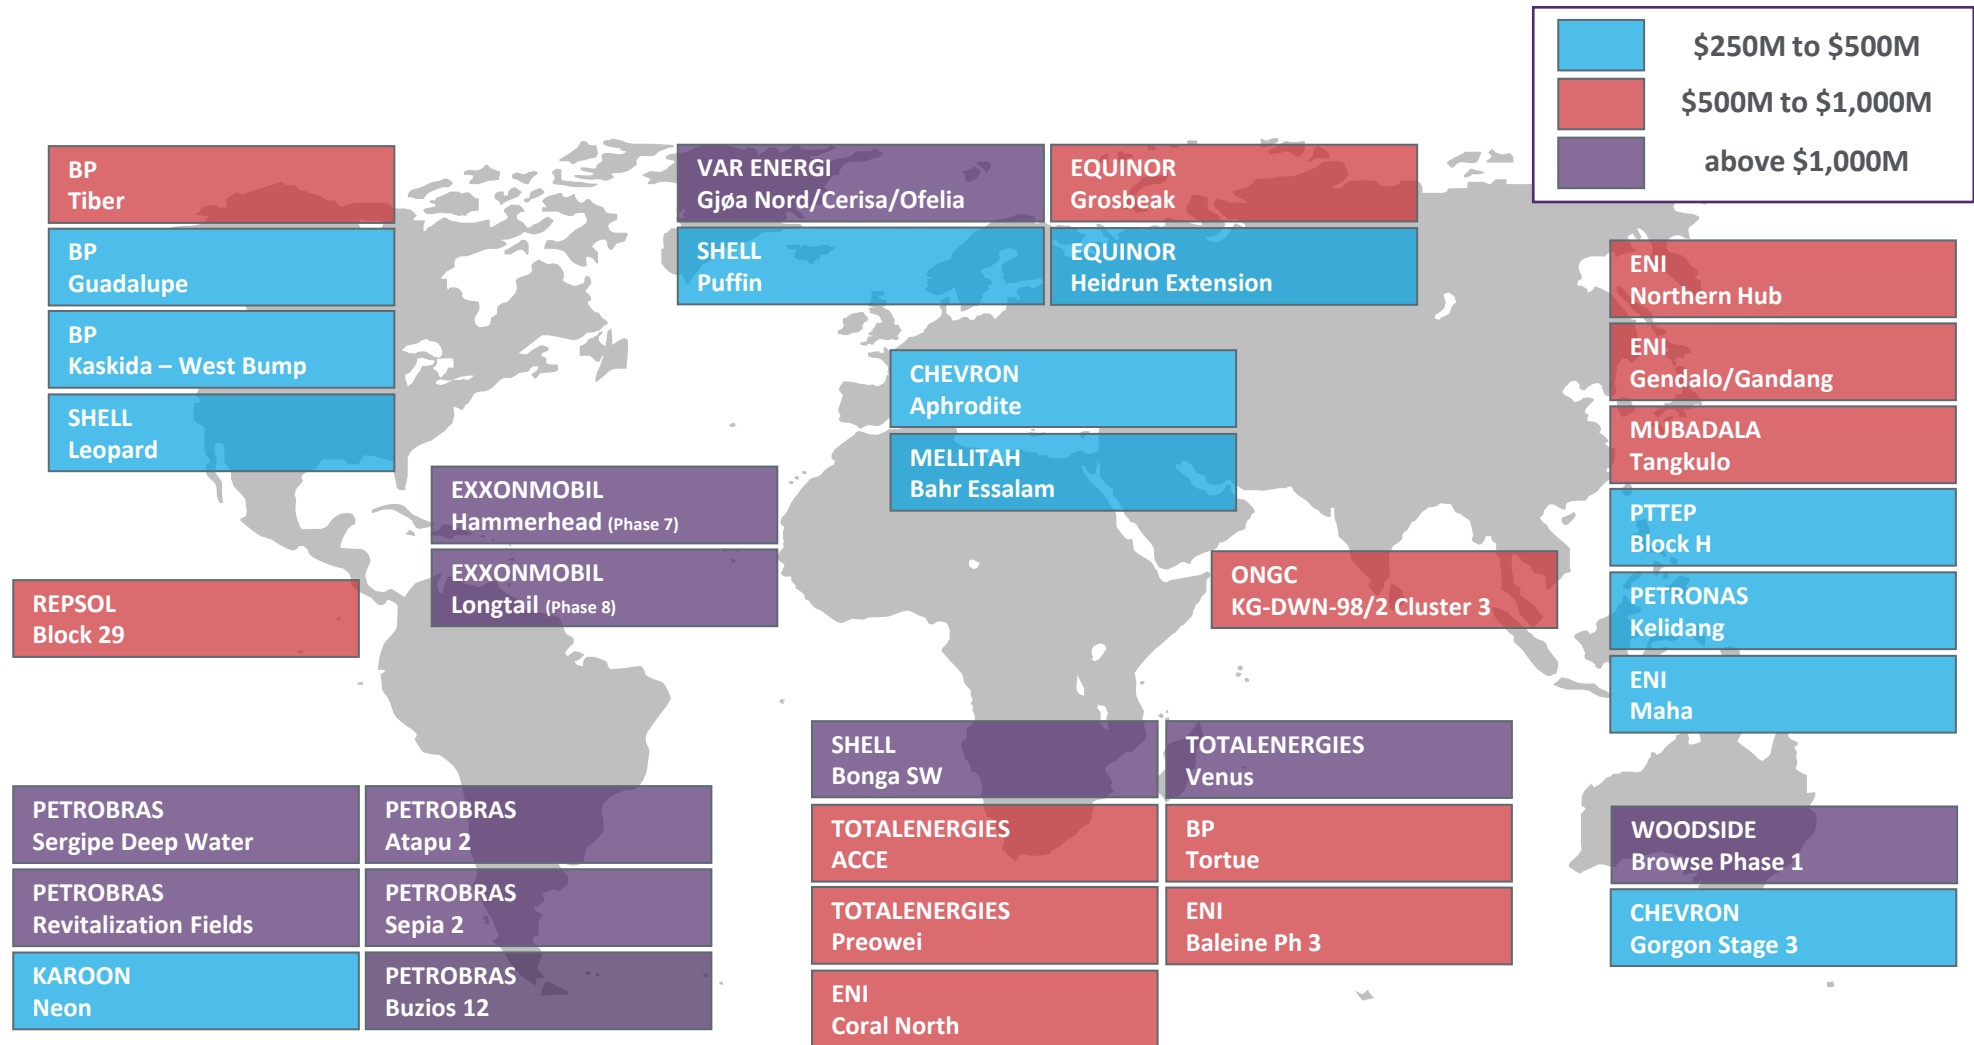 $250M to $500M
$500M to $1,000M
above $1,000M
BP
Tiber
BP
Guadalupe
BP
Kaskida – West Bump
SHELL
Leopard
VAR ENERGI
Gjøa Nord/Cerisa/Ofelia
EQUINOR
Grosbeak
SHELL
Puffin
EQUINOR
Heidrun Extension
CHEVRON
Aphrodite
MELLITAH
Bahr Essalam
ENI
Northern Hub
ENI
Gendalo/Gandang
MUBADALA
Tangkulo
PTTEP
Block H
PETRONAS
Kelidang
ENI
Maha
EXXONMOBIL
Hammerhead (Phase 7)
EXXONMOBIL
Longtail (Phase 8)
REPSOL
Block 29
ONGC
KG-DWN-98/2 Cluster 3
PETROBRAS
Sergipe Deep Water
PETROBRAS
Atapu 2
PETROBRAS
Revitalization Fields
PETROBRAS
Sepia 2
KAROON
Neon
PETROBRAS
Buzios 12
SHELL
Bonga SW
TOTALENERGIES
Venus
TOTALENERGIES
ACCE
BP
Tortue
TOTALENERGIES
Preowei
ENI
Baleine Ph 3
ENI
Coral North
WOODSIDE
Browse Phase 1
CHEVRON
Gorgon Stage 3